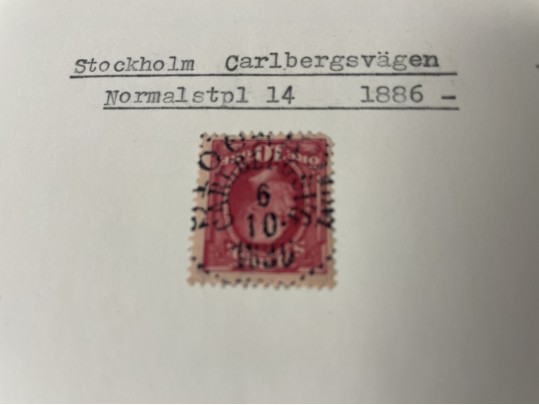 Stockholm Carlbergsvägen
Normalstpl 14 1886 -
6
10